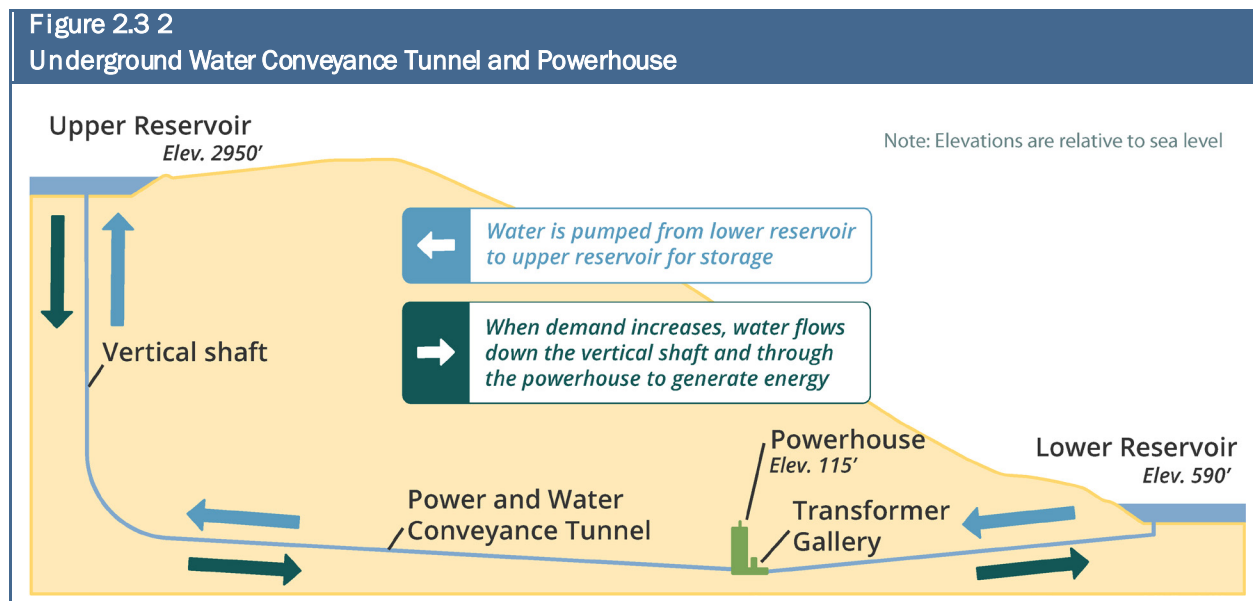 Figure 2.3 2
Underground Water Conveyance Tunnel and Powerhouse
Upper Reservoir
Elev. 2950’
Note: Elevations are relative to sea level
Water is pumped from lower reservoir
to upper reservoir for storage
When demand increases, water flows
down the vertical shaft and through
the powerhouse to generate energy
Vertical shaft
Powerhouse
Elev. 115’
Lower Reservoir
Elev. 590’
Power and Water
Conveyance Tunnel
Transformer
Gallery